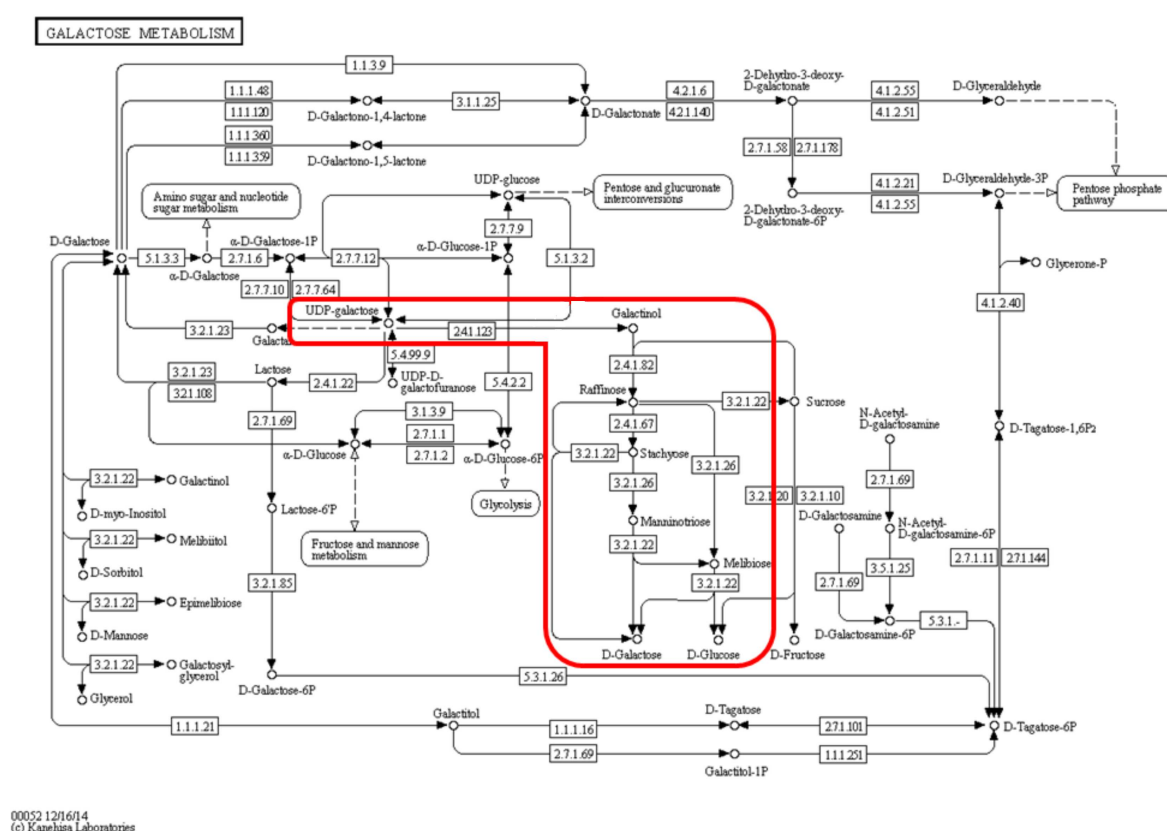 GALACTOSE METABOLISM
1.1.3.9
1.1.1.48
1.1.1.120
D-Galactono-1,4-lactone
3.1.1.25
D-Galactonate
4.2.1.6
4.2.1.140
2-Dehydro-3-deoxy-
D-galactonate
4.1.2.55
4.1.2.51
D-Glyceraldehyde
1.1.1.360
1.1.1.359
D-Galactono-1,5-lactone
2.7.1.58
2.7.1.178
UDP-glucose
Pentose and glucuronate
interconversions
2-Dehydro-3-deoxy-
D-galactonate-6P
4.1.2.21
4.1.2.55
D-Glyceraldehyde-3P
Pentose phosphate
pathway
Amino sugar and nucleotide
sugar metabolism
2.7.7.9
D-Galactose
5.1.3.3
α-D-Galactose
2.7.1.6
α-D-Galactose-1P
2.7.7.12
α-D-Glucose-1P
5.1.3.2
Glycerone-P
2.7.7.10
2.7.7.64
4.1.2.40
UDP-galactose
3.2.1.23
2.4.1.123
Galactinol
5.4.99.9
UDP-D-
galactofuranose
3.2.1.23
3.2.1.108
Lactose
2.4.1.22
5.4.2.2
2.4.1.82
Raffinose
3.2.1.22
Sucrose
2.7.1.69
3.1.3.9
2.7.1.1
2.7.1.2
α-D-Glucose
α-D-Glucose-6P
2.4.1.67
3.2.1.22
Stachyose
3.2.1.26
3.2.1.26
N-Acetyl-
D-galactosamine
D-Tagatose-1,6P2
3.2.1.22
Galactinol
D-myo-Inositol
Lactose-6'P
Glycolysis
Fructose and mannose
metabolism
Manninotriose
3.2.1.20
3.2.1.10
2.7.1.69
D-Galactosamine
N-Acetyl-
D-galactosamine-6P
3.2.1.22
Melibiitol
D-Sorbitol
3.2.1.22
Melibiose
3.2.1.22
2.7.1.69
3.5.1.25
2.7.1.11
2.7.1.144
3.2.1.85
3.2.1.22
Epimelibiose
D-Mannose
D-Galactosamine-6P
5.3.1.-
3.2.1.22
Galactosyl-
glycerol
Glycerol
D-Galactose
D-Glucose
D-Fructose
D-Galactose-6P
5.3.1.26
1.1.1.21
Galactitol
1.1.1.16
D-Tagatose
2.7.1.101
D-Tagatose-6P
2.7.1.69
Galactitol-1P
1.1.1.251
00052 12/16/14
(c) Kanehisa Laboratories